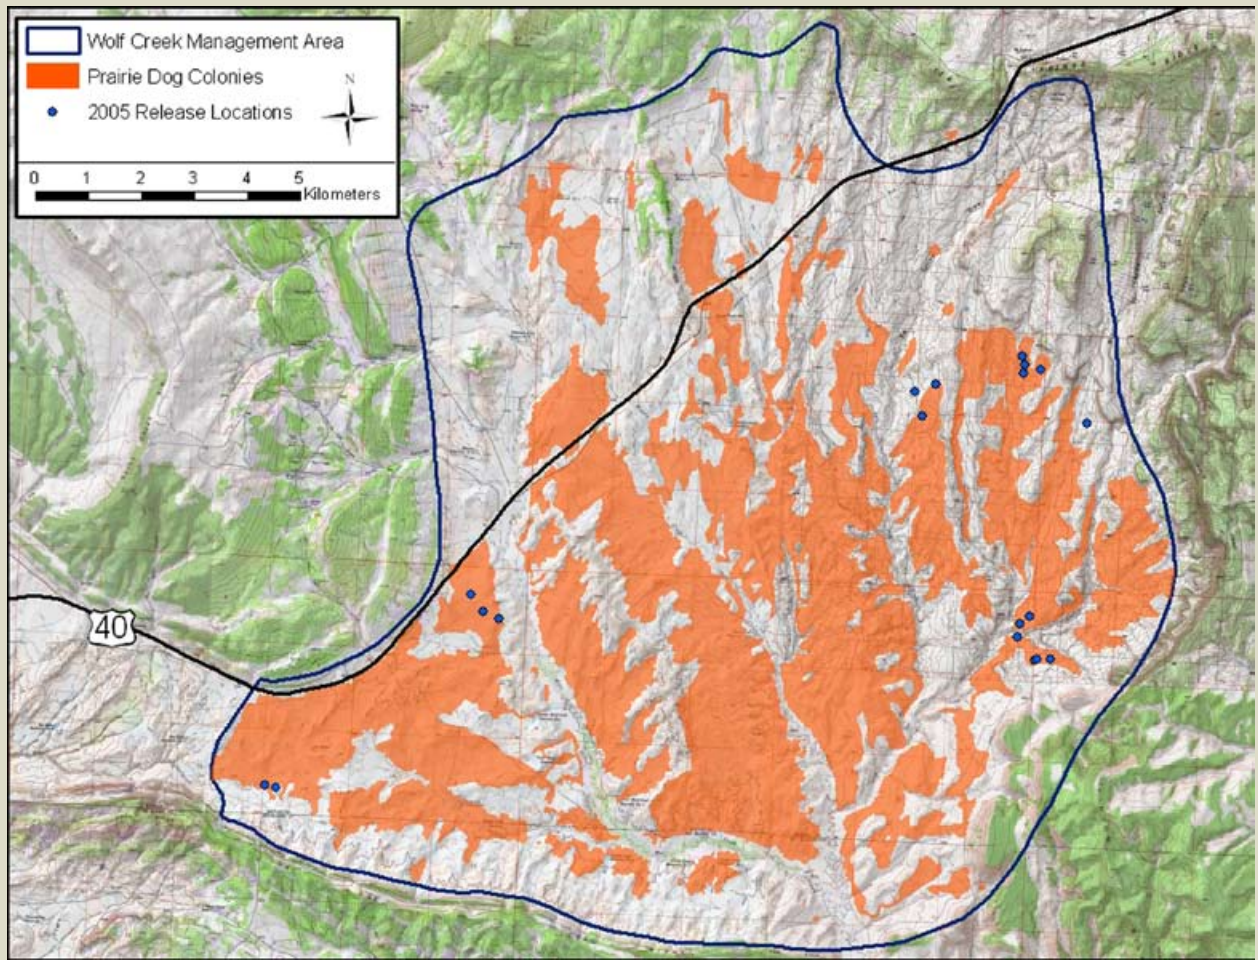 Wolf Creek Management Area
Prairie Dog Colonies
2005 Release Locations
N
0 1 2 3 4 5
Kilometers
40